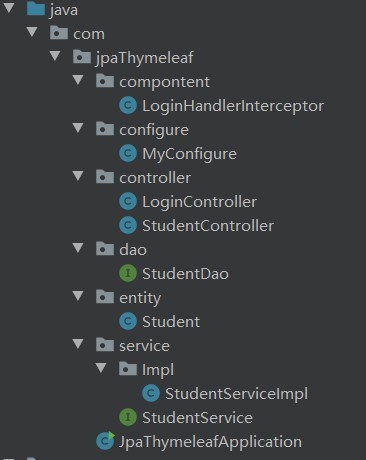 java
com
jpaThymeleaf
compontent
LoginHandlerInterceptor
configure
MyConfigure
controller
LoginController
StudentController
dao
StudentDao
entity
Student
service
Impl
StudentServiceImpl
StudentService
JpaThymeleafApplication